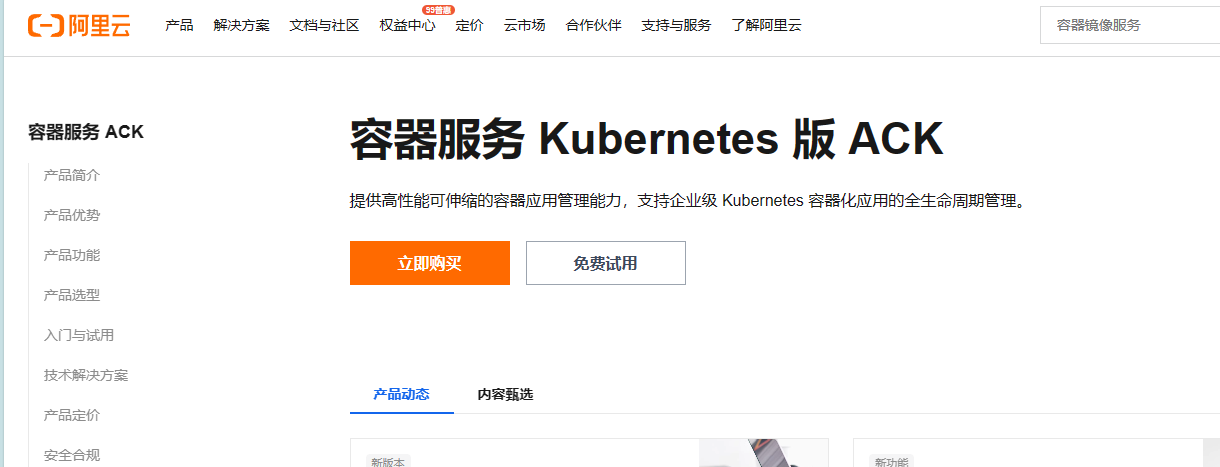 阿里云 产品 解决方案 文档与社区 权益中心 99普惠 定价 云市场 合作伙伴 支持与服务 了解阿里云 容器镜像服务
容器服务 ACK
产品简介
产品优势
产品功能
产品选型
入门与试用
技术解决方案
产品定价
安全合规
容器服务 Kubernetes 版 ACK
提供高性能可伸缩的容器应用管理能力，支持企业级 Kubernetes 容器化应用的全生命周期管理。
立即购买 免费试用
产品动态 内容甄选
新版本 新功能